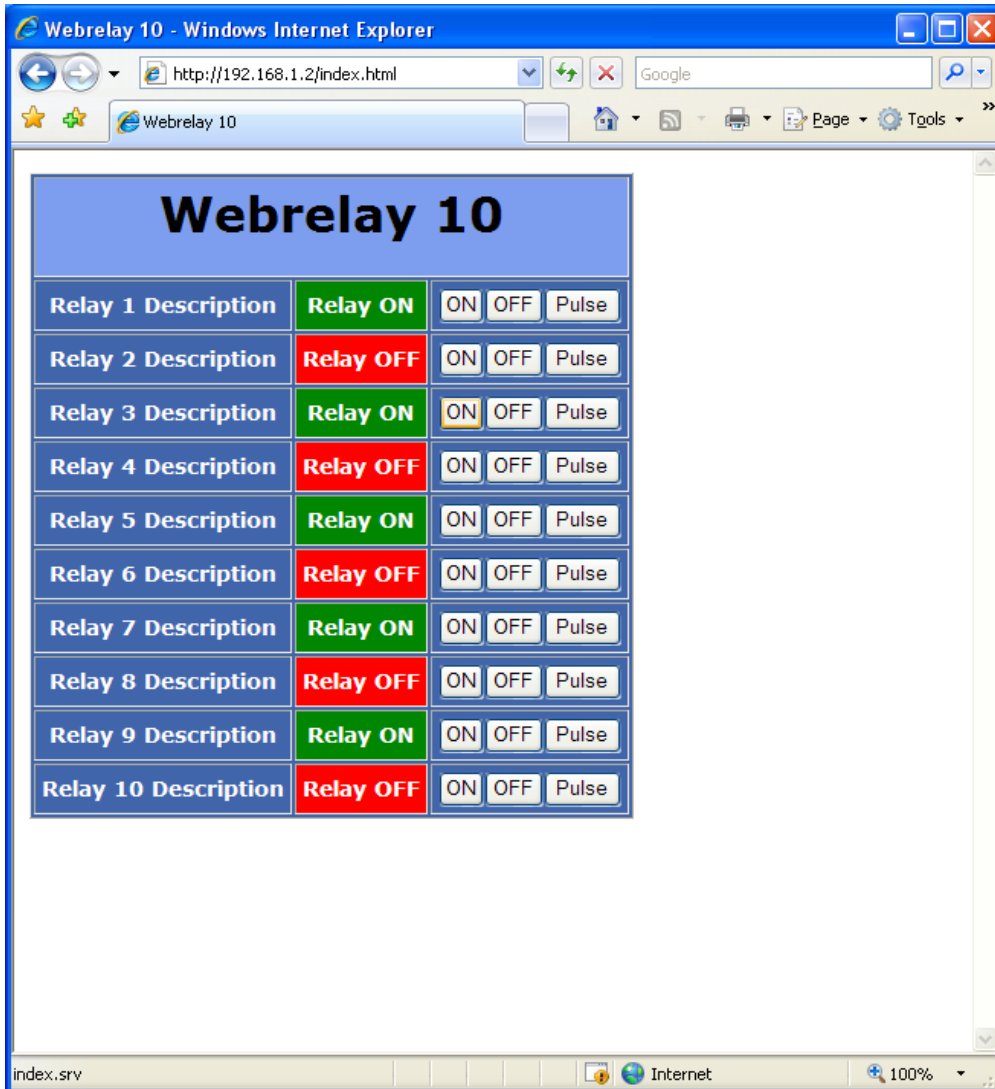 Webrelay 10 - Windows Internet Explorer
http://192.168.1.2/index.html
Google
Webrelay 10
Page
Tools
»
Webrelay 10
Relay 1 Description Relay ON ON OFF Pulse
Relay 2 Description Relay OFF ON OFF Pulse
Relay 3 Description Relay ON ON OFF Pulse
Relay 4 Description Relay OFF ON OFF Pulse
Relay 5 Description Relay ON ON OFF Pulse
Relay 6 Description Relay OFF ON OFF Pulse
Relay 7 Description Relay ON ON OFF Pulse
Relay 8 Description Relay OFF ON OFF Pulse
Relay 9 Description Relay ON ON OFF Pulse
Relay 10 Description Relay OFF ON OFF Pulse
index.srv
Internet
100%